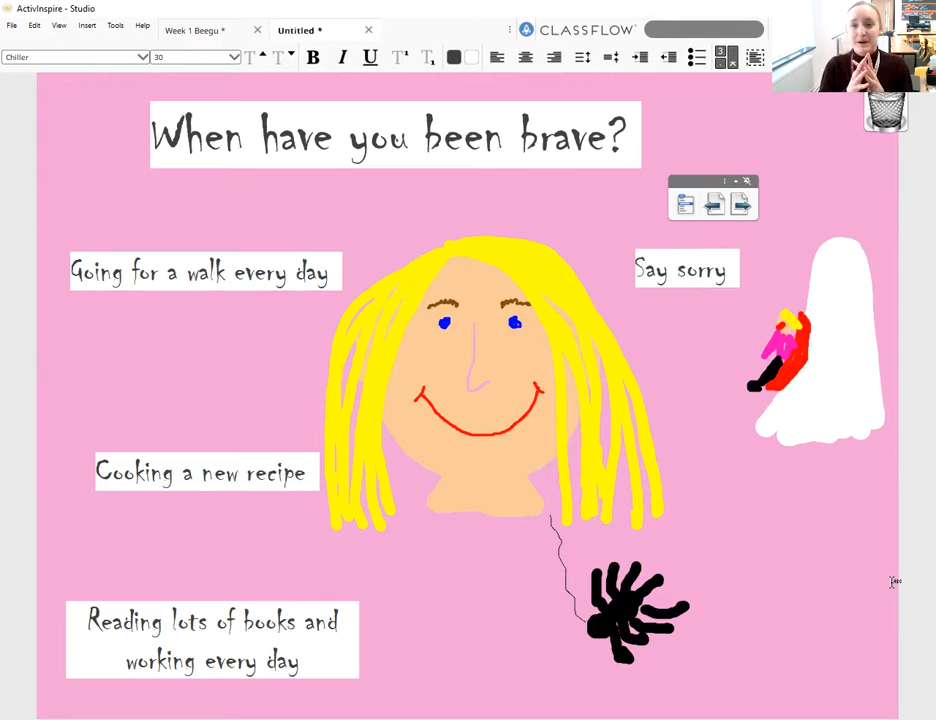 ActivInspire - Studio
File Edit View Insert Tools Help
Week 1 Beegu *
Untitled *
CLASSFLOW
Chiller
30
B I U
When have you been brave?
Going for a walk every day
Say sorry
Cooking a new recipe
Reading lots of books and
working every day